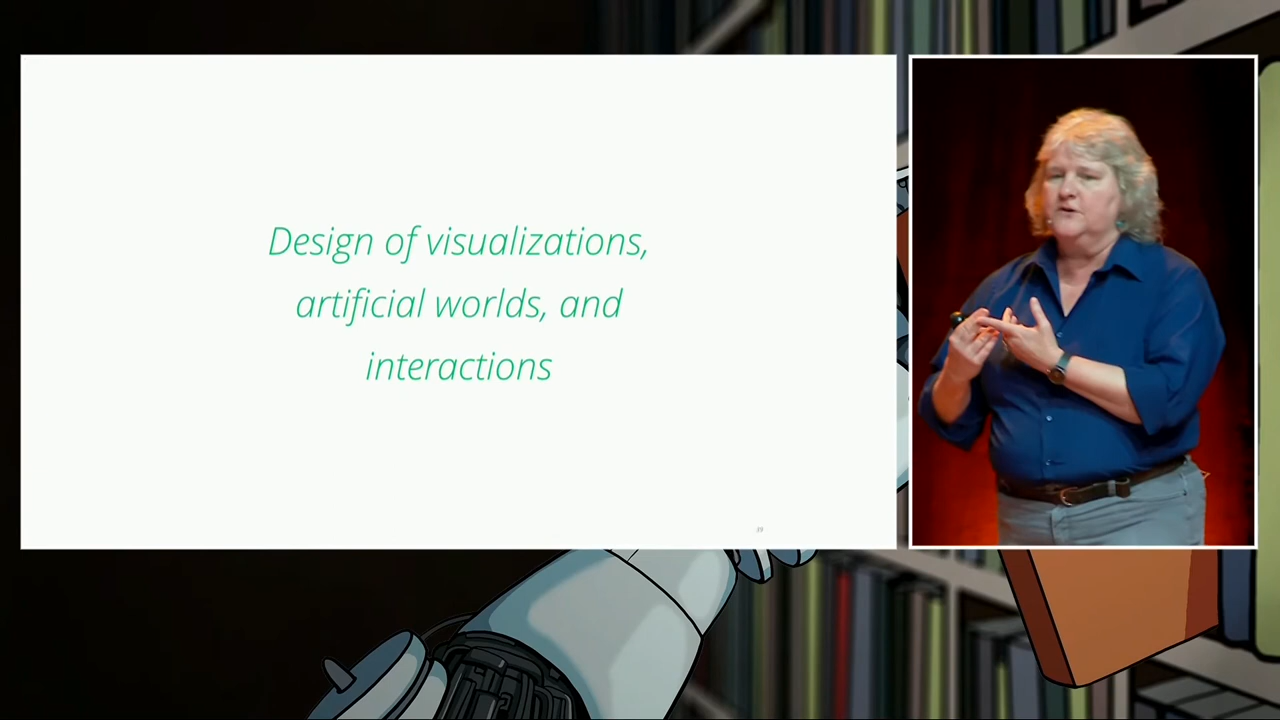 Design of visualizations,
artificial worlds, and
interactions